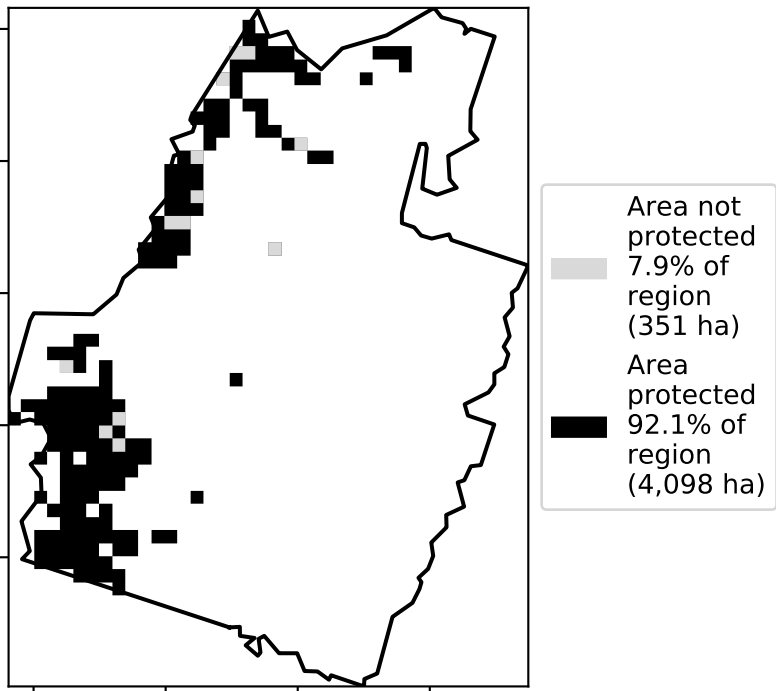 Area not
protected
7.9% of
region
(351 ha)
Area
protected
92.1% of
region
(4,098 ha)